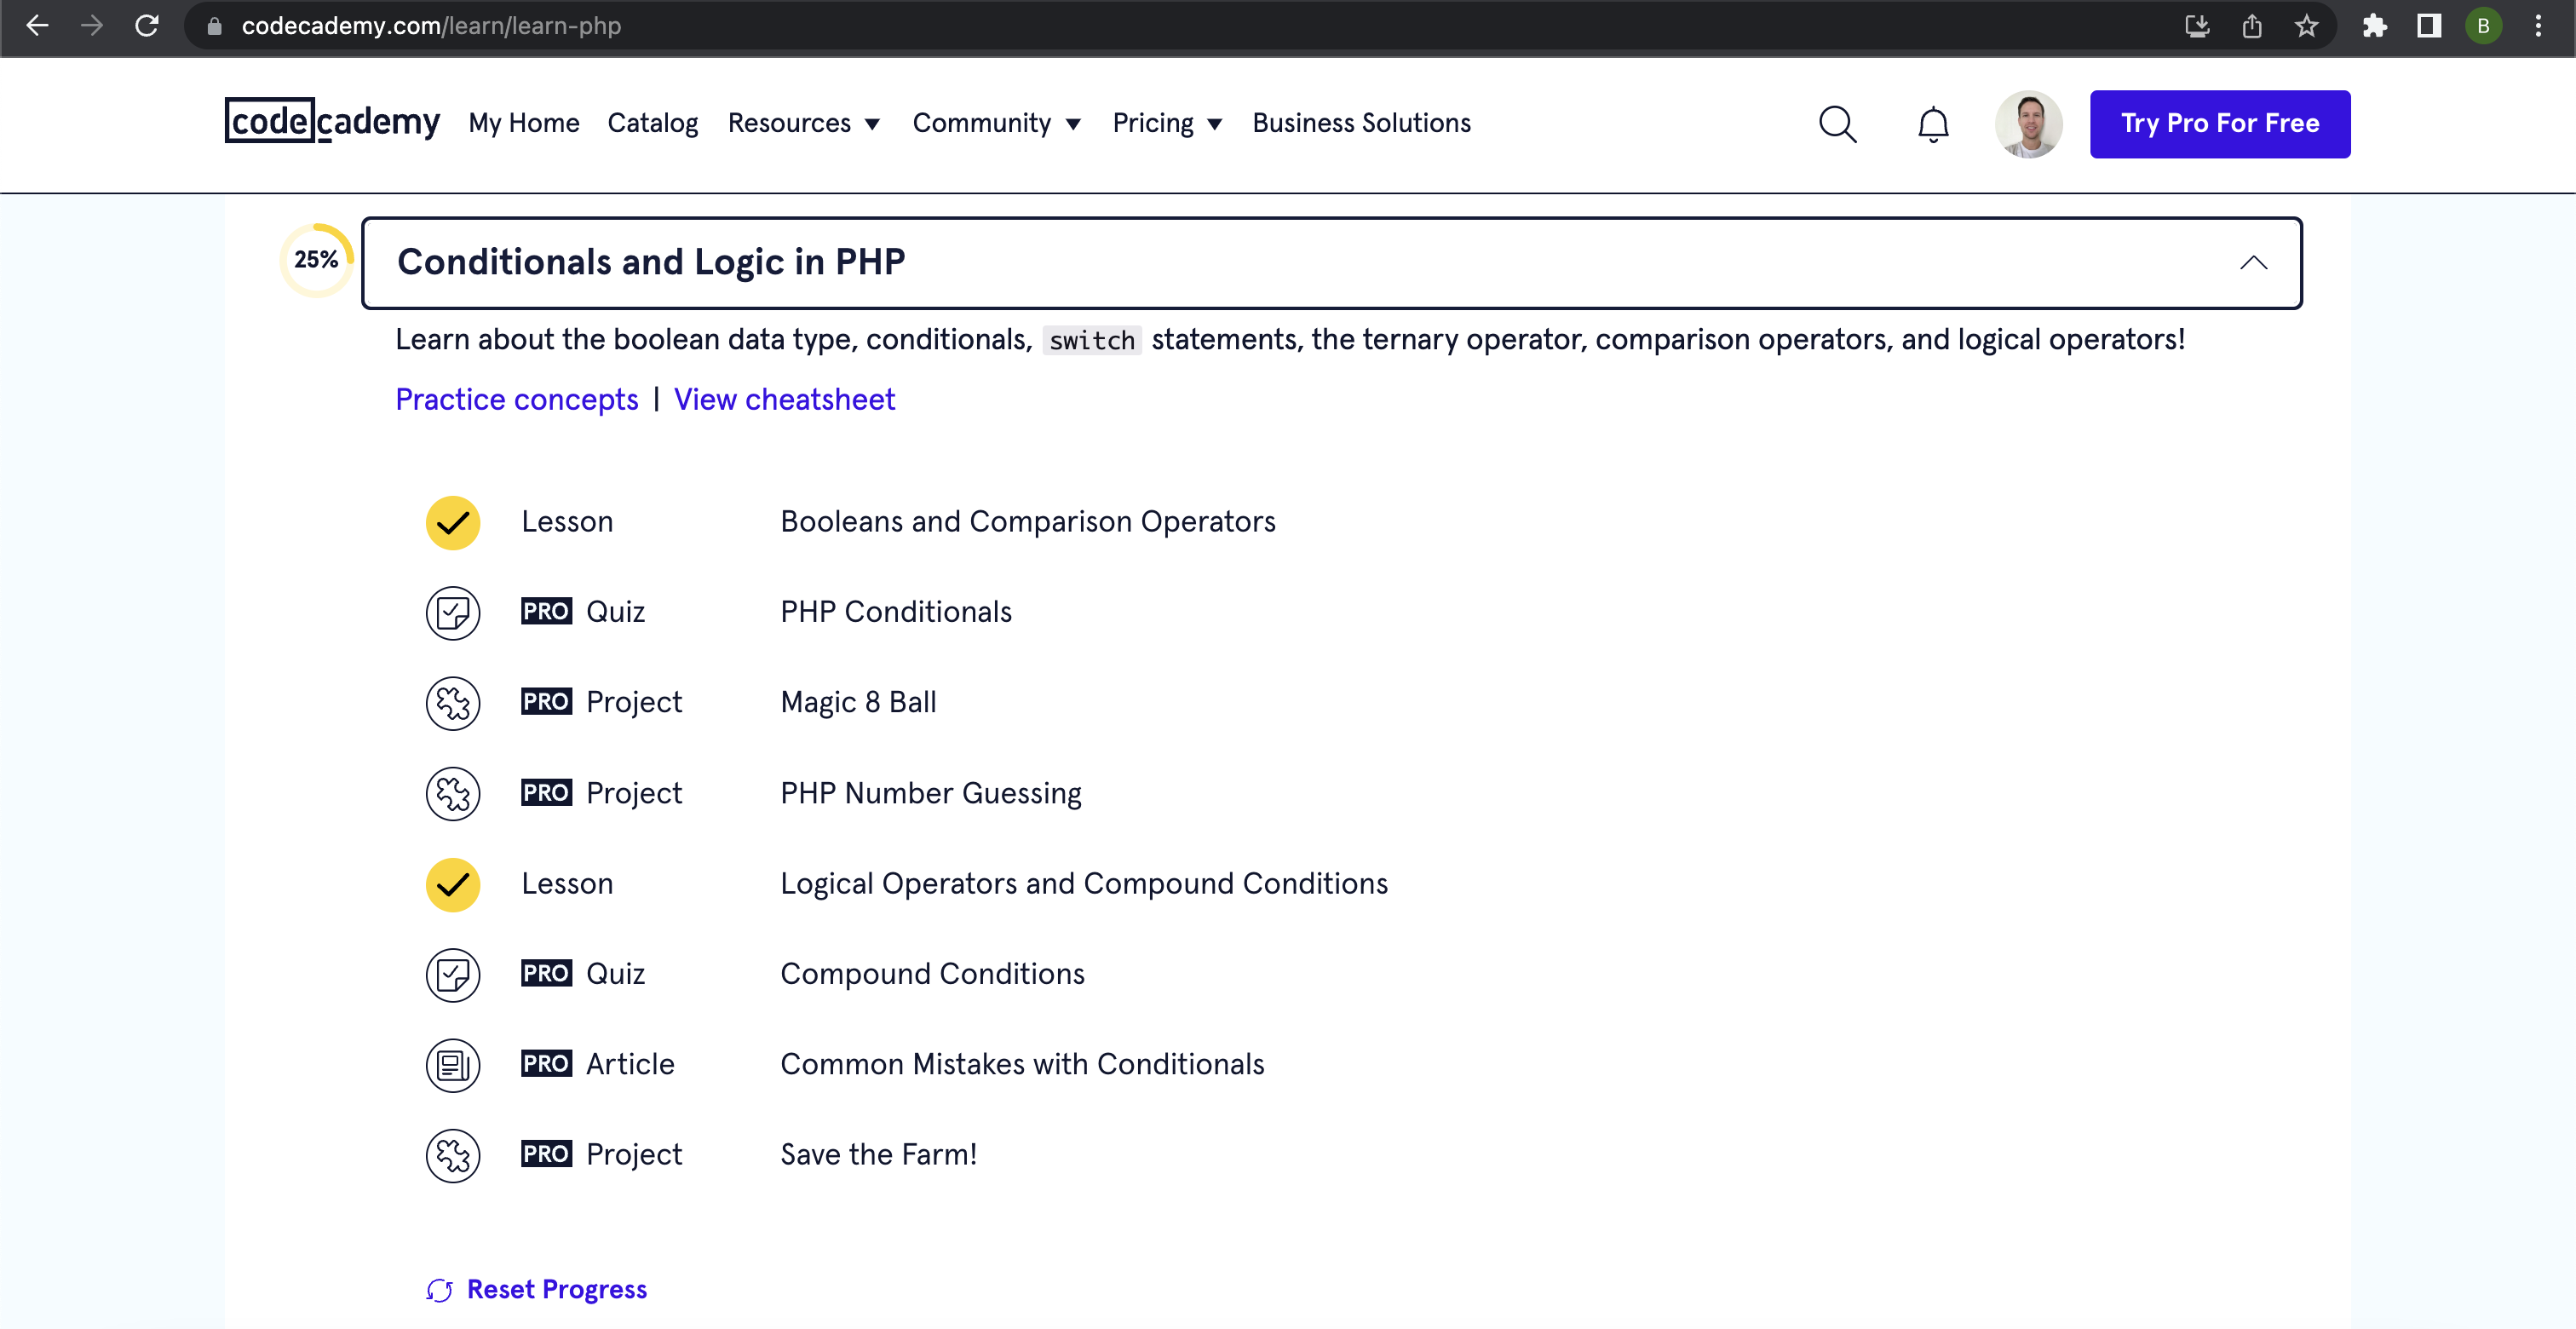 codecademy.com/learn/learn-php
B
codecademy My Home Catalog Resources Community Pricing Business Solutions Try Pro For Free
25% Conditionals and Logic in PHP
Learn about the boolean data type, conditionals, switch statements, the ternary operator, comparison operators, and logical operators!
Practice concepts | View cheatsheet
Lesson Booleans and Comparison Operators
PRO Quiz PHP Conditionals
PRO Project Magic 8 Ball
PRO Project PHP Number Guessing
Lesson Logical Operators and Compound Conditions
PRO Quiz Compound Conditions
PRO Article Common Mistakes with Conditionals
PRO Project Save the Farm!
Reset Progress